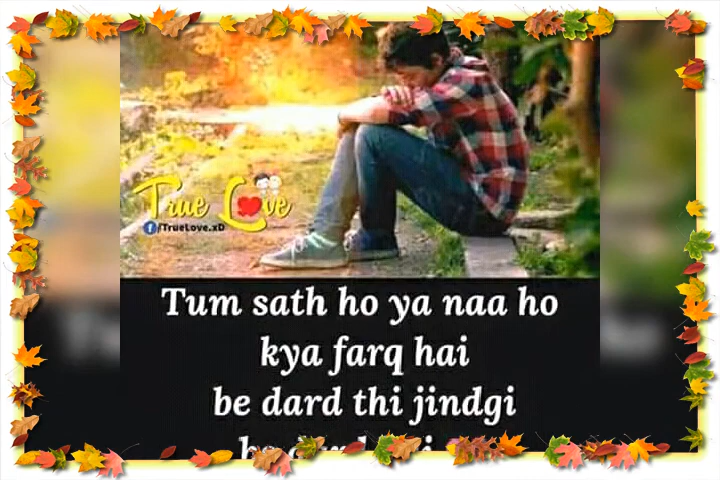 True Love
f/TrueLove.xD
Tum sath ho ya naa ho
kya farq hai
be dard thi jindgi